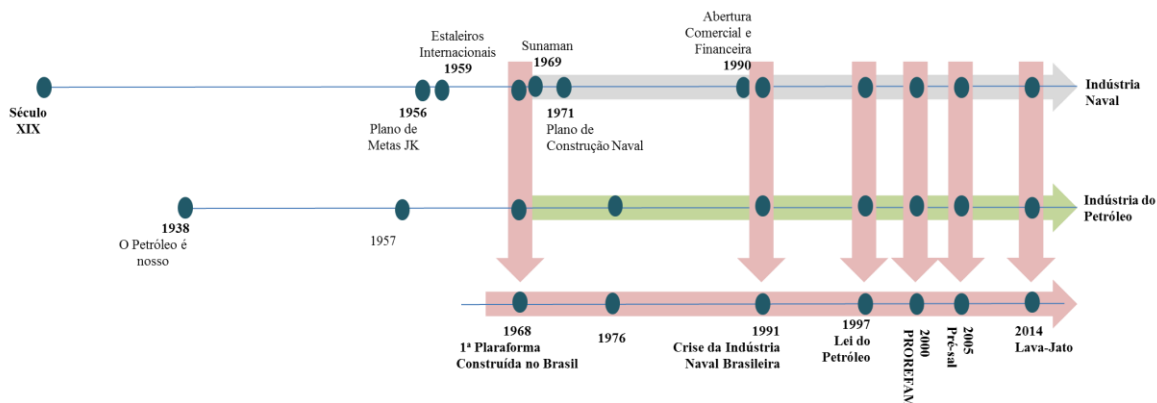 Estaleiros
Internacionais
1959
Sunaman
1969
Abertura
Comercial e
Financeira
1990
Século
XIX
1956
Plano de
Metas JK
1971
Plano de
Construção Naval
Indústria
Naval
1938
O Petróleo é
nosso
1957
Indústria do
Petróleo
1968
1ª Plaraforma
Construída no Brasil
1976
1991
Crise da Indústria
Naval Brasileira
1997
Lei do
Petróleo
2000
PROREFAM
2005
Pré-sal
2014
Lava-Jato